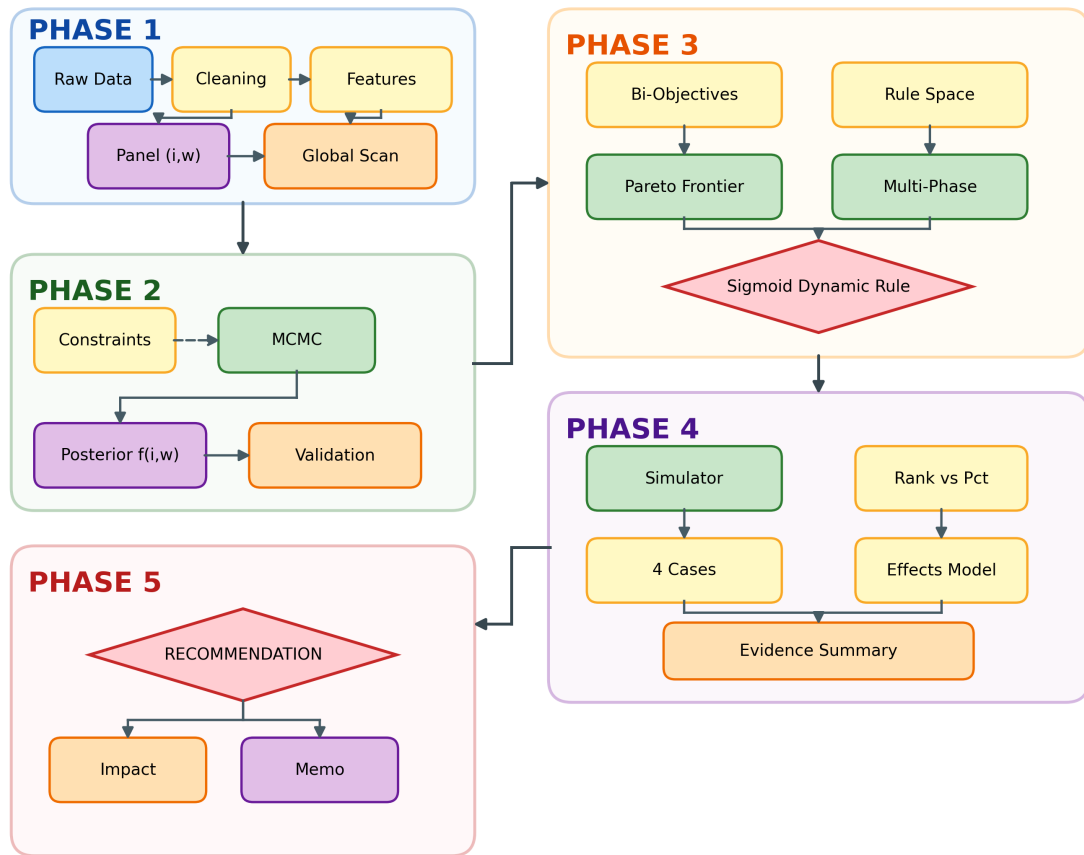 PHASE 1
Raw Data
Cleaning
Features
Panel (i,w)
Global Scan
PHASE 2
Constraints
MCMC
Posterior f(i,w)
Validation
PHASE 3
Bi-Objectives
Rule Space
Pareto Frontier
Multi-Phase
Sigmoid Dynamic Rule
PHASE 4
Simulator
Rank vs Pct
4 Cases
Effects Model
Evidence Summary
PHASE 5
RECOMMENDATION
Impact
Memo